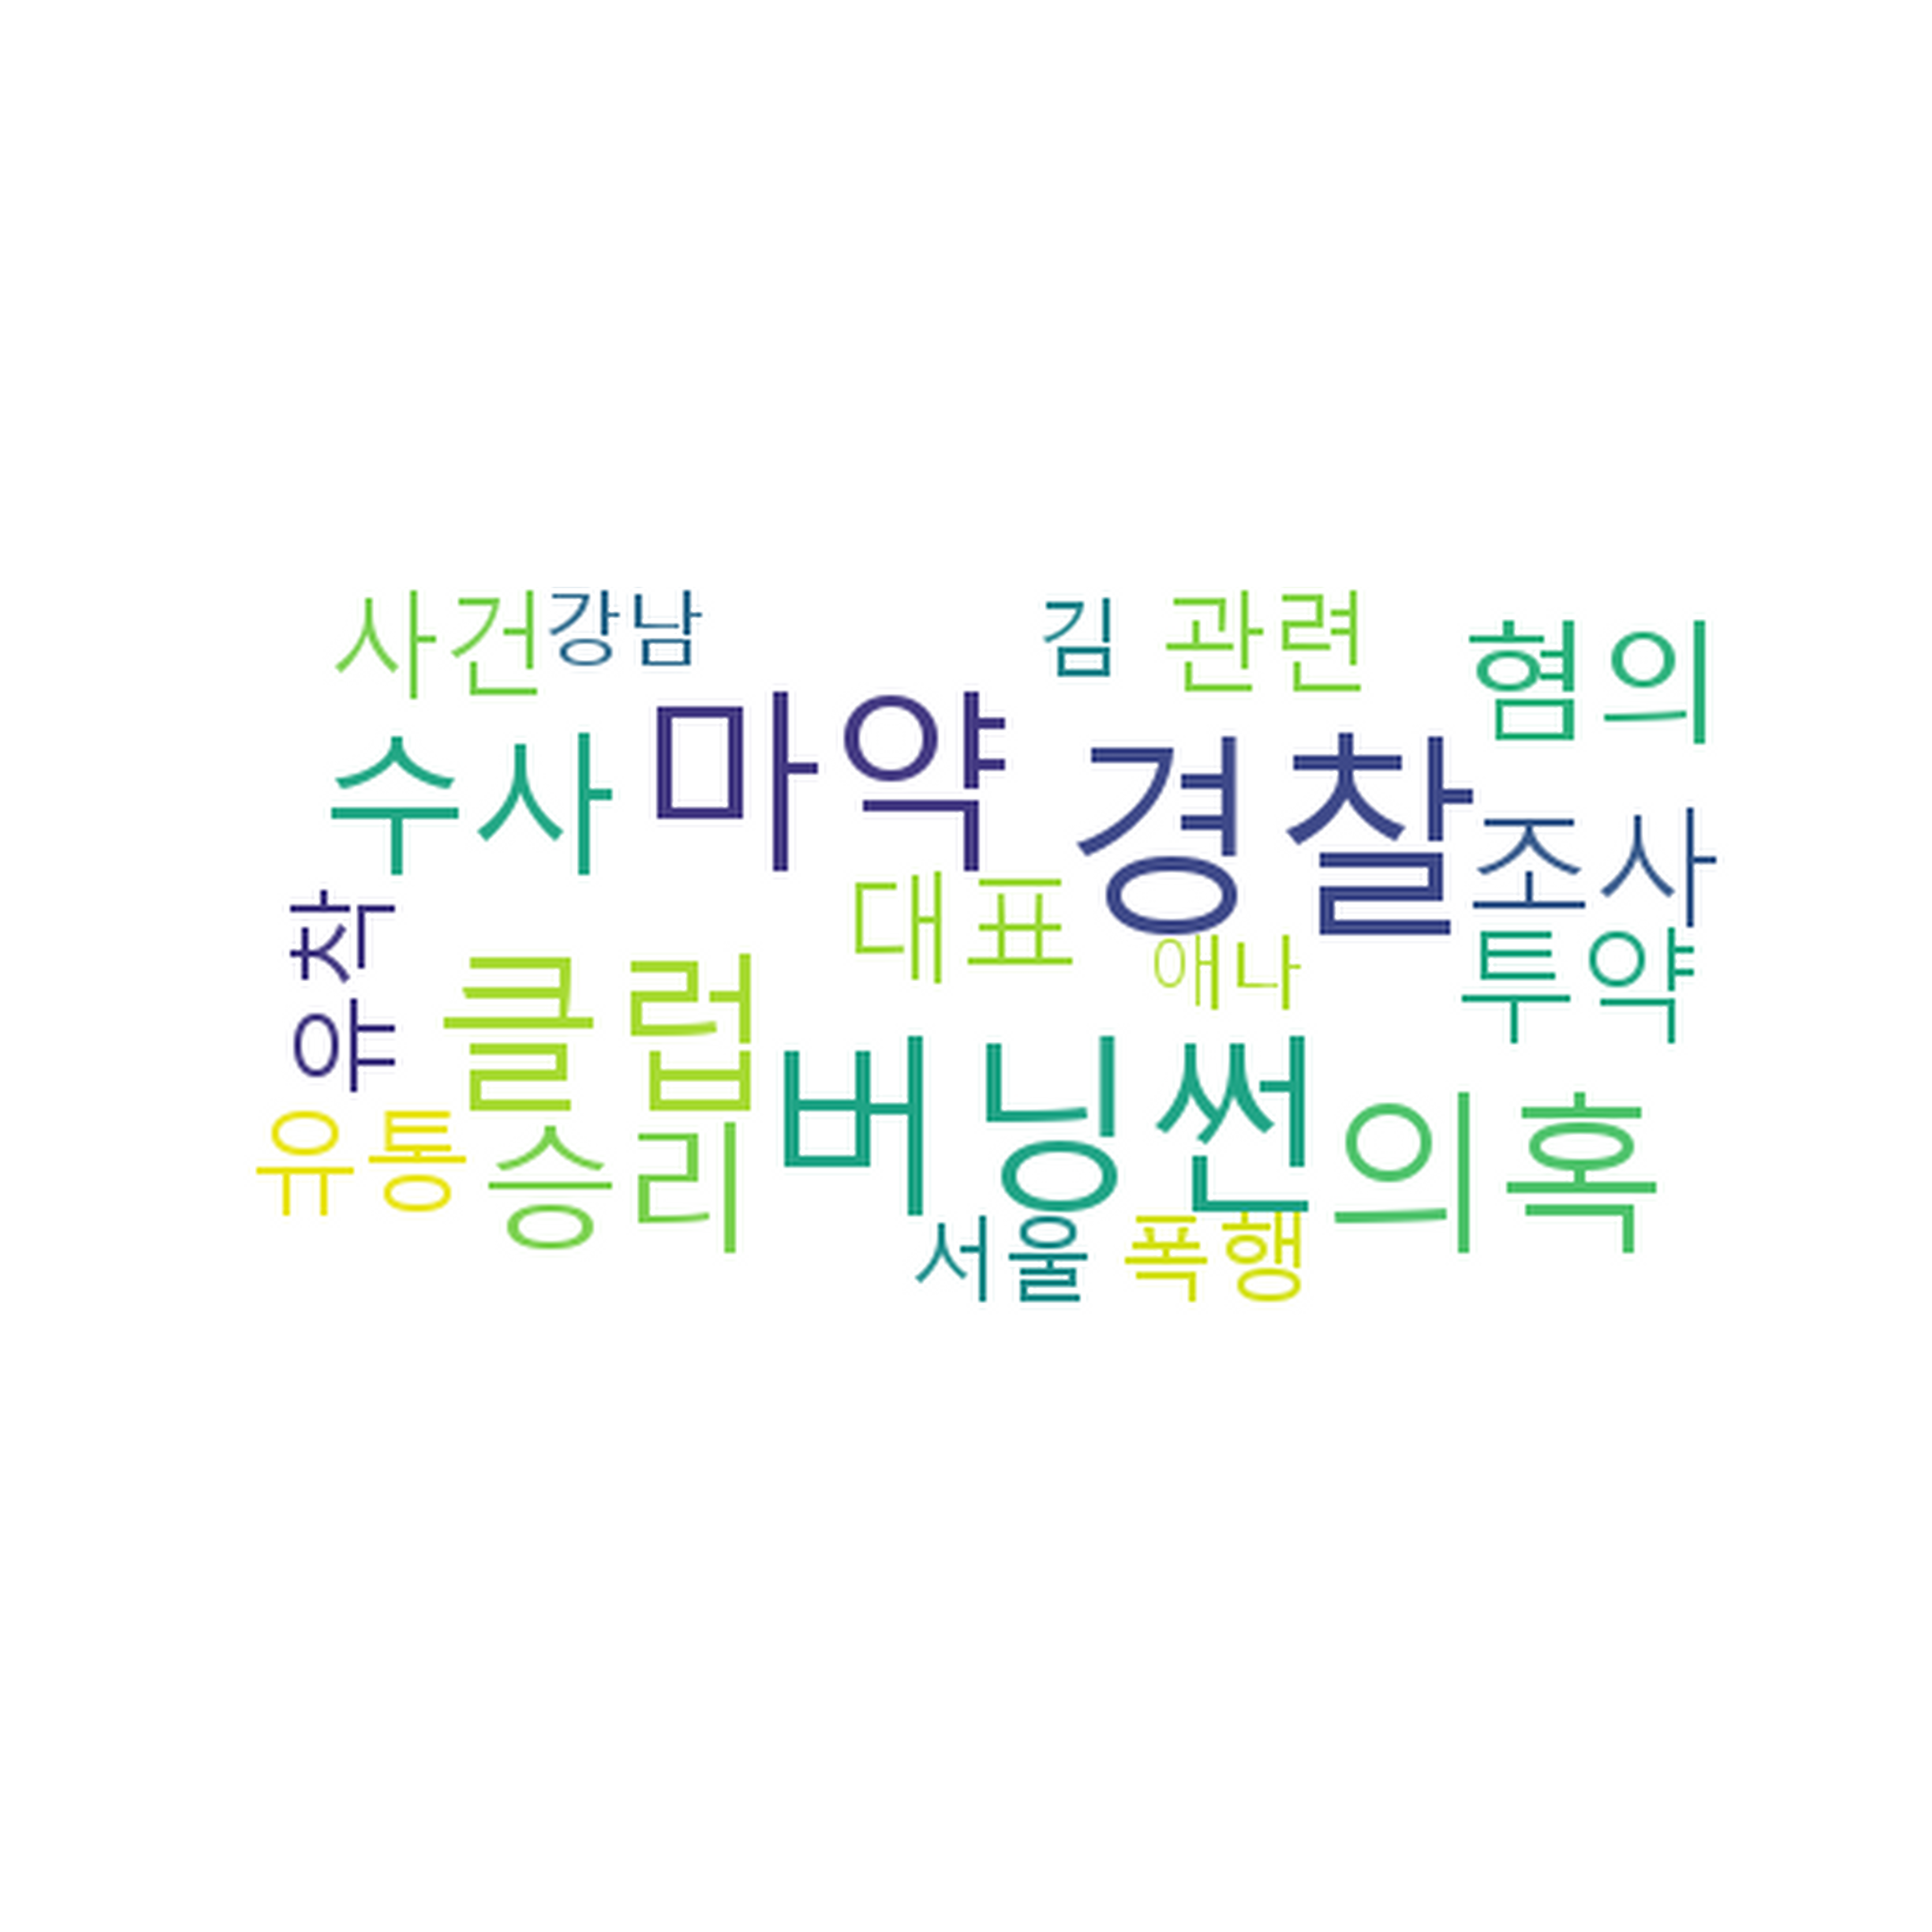 사건
강남
김
관련
혐의
수사
마약
경찰
조사
대표
애나
투약
유착
클럽
버닝썬
의혹
유통
승리
서울
폭행